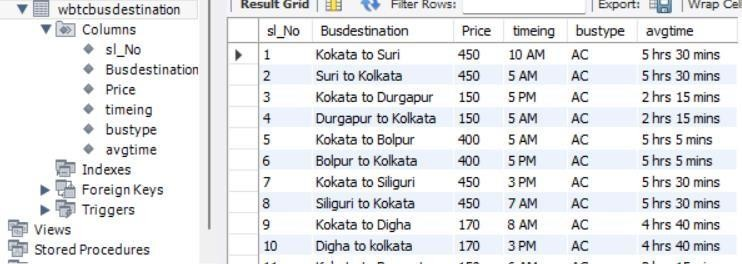 wbtcbusdestination
Columns
sl_No
Busdestination
Price
timeing
bustype
avgtime
Indexes
Foreign Keys
Triggers
Views
Stored Procedures
Result Grid Filter Rows: Export: Wrap Cel
sl_No Busdestination Price timeing bustype avgtime
1 Kokata to Suri 450 10 AM AC 5 hrs 30 mins
2 Suri to Kolkata 450 5 AM AC 5 hrs 30 mins
3 Kokata to Durgapur 150 5 PM AC 2 hrs 15 mins
4 Durgapur to Kolkata 150 5 AM AC 2 hrs 15 mins
5 Kokata to Bolpur 400 5 AM AC 5 hrs 5 mins
6 Bolpur to Kolkata 400 5 PM AC 5 hrs 5 mins
7 Kokata to Siliguri 450 3 PM AC 5 hrs 30 mins
8 Siliguri to Kokata 450 7 AM AC 5 hrs 30 mins
9 Kokata to Digha 170 8 AM AC 4 hrs 40 mins
10 Digha to kolkata 170 3 PM AC 4 hrs 40 mins